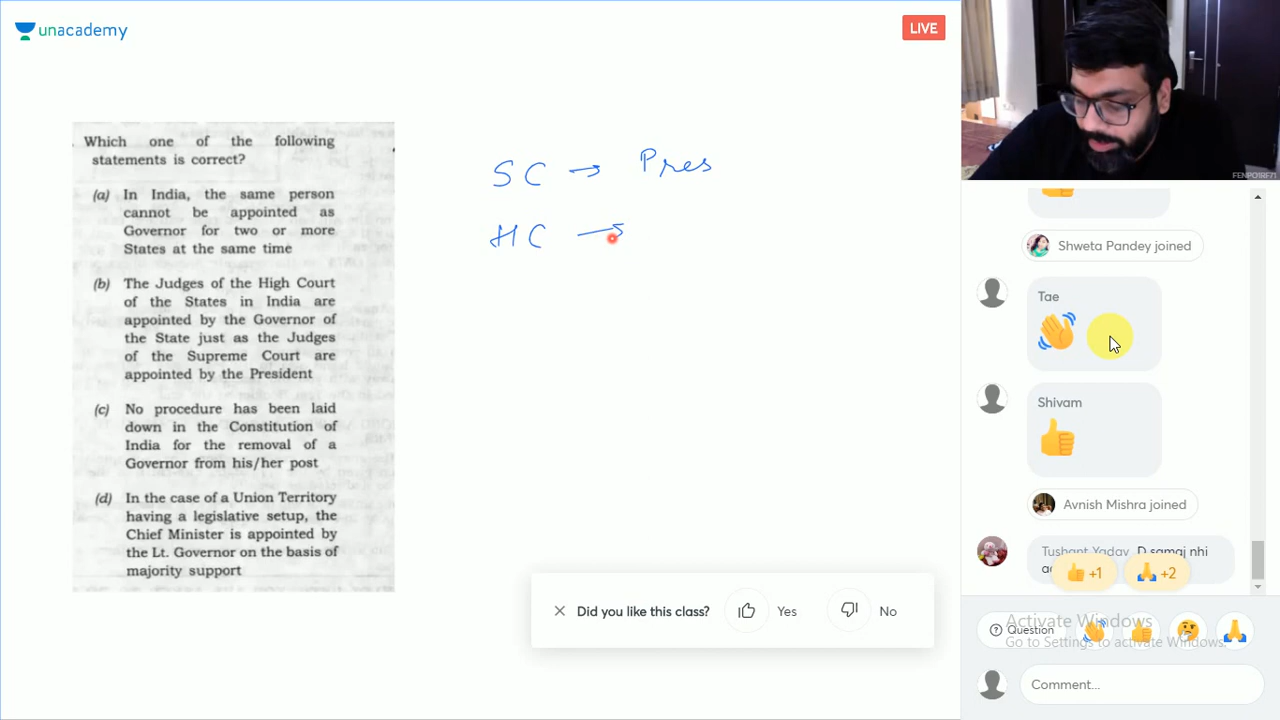 unacademy
LIVE
Which one of the following
statements is correct?
(a) In India, the same person
cannot be appointed as
Governor for two or more
States at the same time
(b) The Judges of the High Court
of the States in India are
appointed by the Governor of
the State just as the Judges
of the Supreme Court are
appointed by the President
(c) No procedure has been laid
down in the Constitution of
India for the removal of a
Governor from his/her post
(d) In the case of a Union Territory
having a legislative setup, the
Chief Minister is appointed by
the Lt. Governor on the basis of
majority support
SC → Pres
HC →
Did you like this class?
Yes
No
FENPO1RF71
Shweta Pandey joined
Tae
Shivam
Avnish Mishra joined
Tushant Yadav D samaj nhi
+1
+2
Activate Windows
Go to Settings to activate Windows.
Question
Comment...